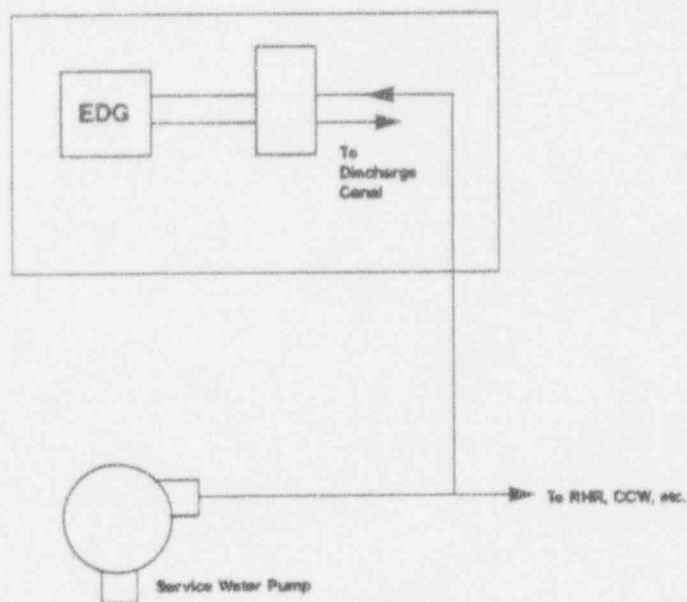 EDG
To
Discharge
Canal
To RHR, CCW, etc.
Service Water Pump